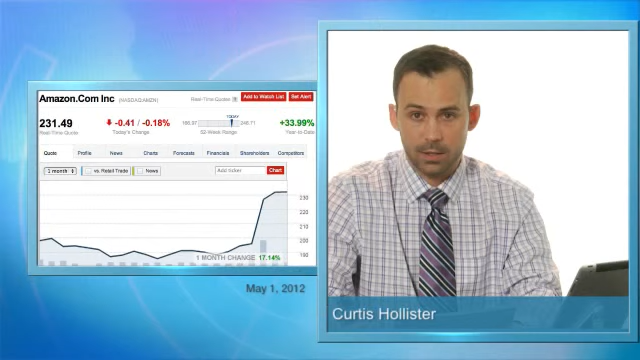 Amazon.Com Inc (NASDAQ:AMZN)
Real-Time Quotes
Add to Watch List
Set Alert
231.49
Real-Time Quote
-0.41 / -0.18%
Today's Change
TODAY
52-Week Range
+33.99%
Year-to-Date
Quote Profile News Charts Forecasts Financials Shareholders Competitors
1 month vs. Retail Trade News Add ticker Chart
230
220
210
200
190
1 MONTH CHANGE 17.14%
May 1, 2012
Curtis Hollister